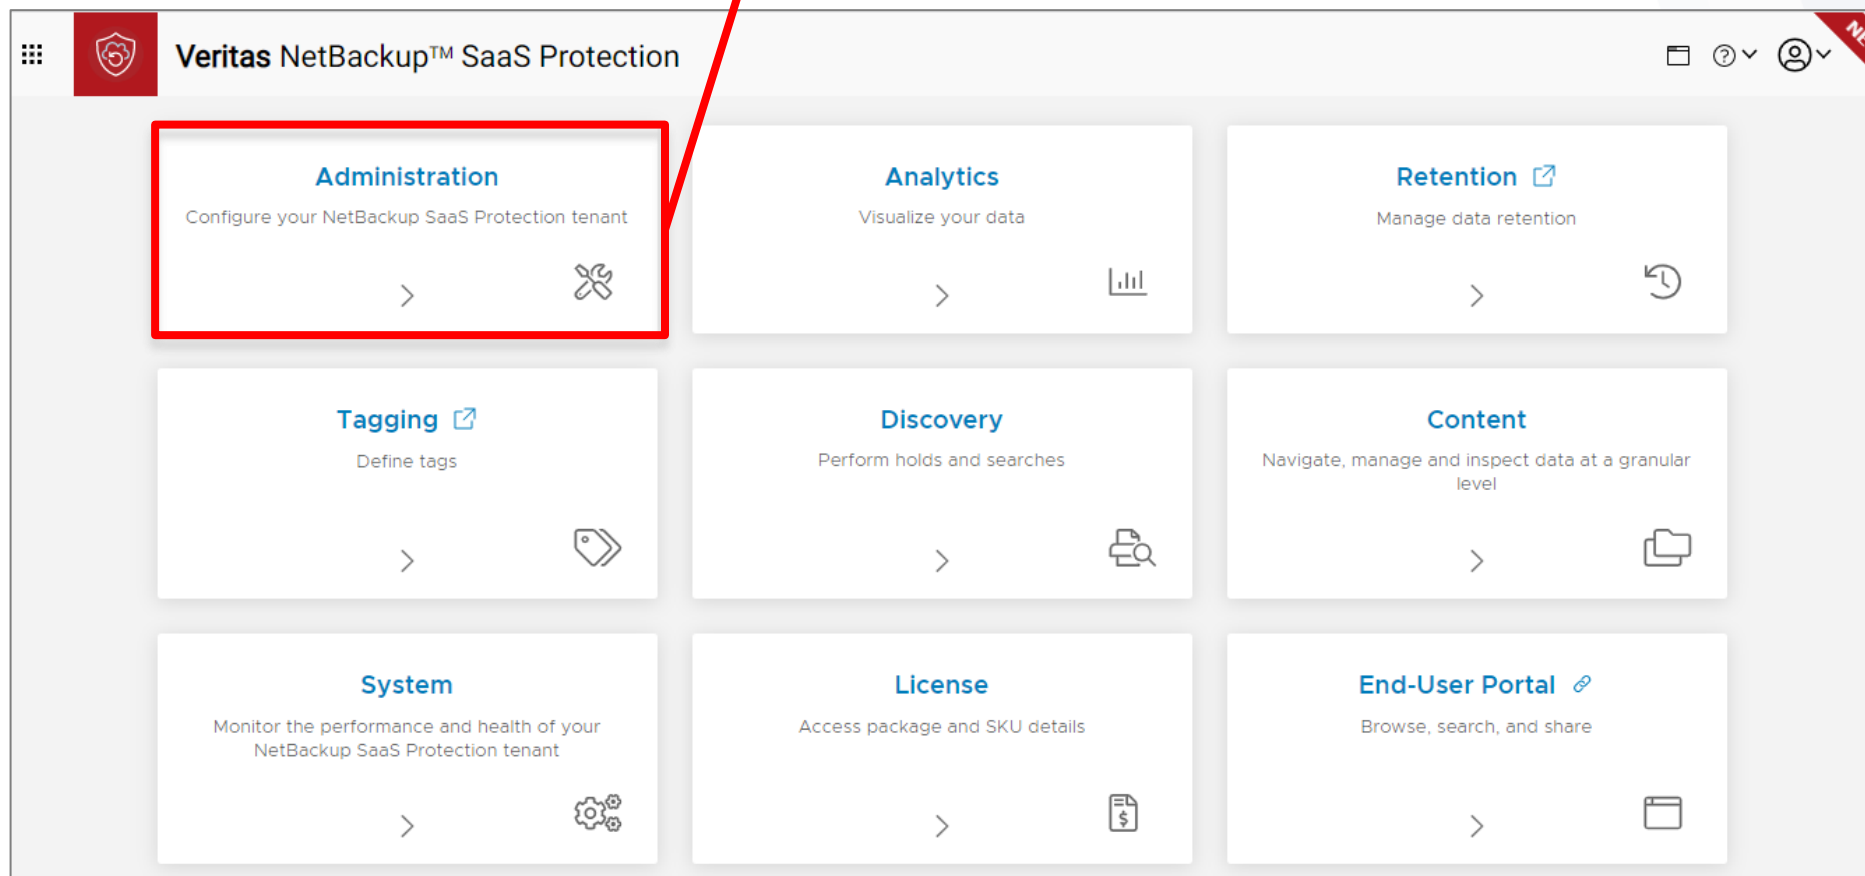 Veritas NetBackup™ SaaS Protection
Administration
Configure your NetBackup SaaS Protection tenant
Analytics
Visualize your data
Retention
Manage data retention
Tagging
Define tags
Discovery
Perform holds and searches
Content
Navigate, manage and inspect data at a granular
level
System
Monitor the performance and health of your
NetBackup SaaS Protection tenant
License
Access package and SKU details
End-User Portal
Browse, search, and share